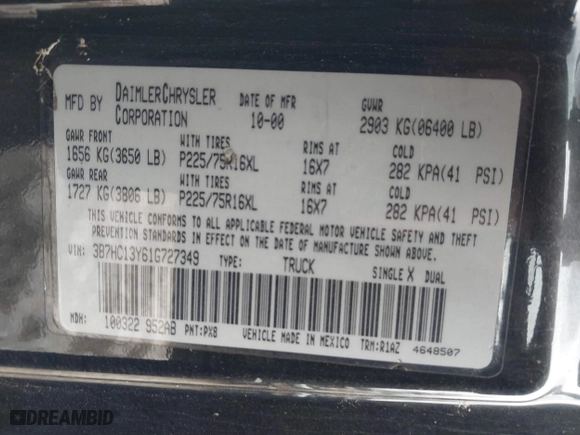 MFD BY DAIMLERCHRYSLER CORPORATION
DATE OF MFR 10-00
GVWR 2903 KG(06400 LB)
GAWR FRONT WITH TIRES RIMS AT COLD
1656 KG(3650 LB) P225/75R16XL 16X7 282 KPA(41 PSI)
GAWR REAR WITH TIRES RIMS AT COLD
1727 KG(3806 LB) P225/75R16XL 16X7 282 KPA(41 PSI)
THIS VEHICLE CONFORMS TO ALL APPLICABLE FEDERAL MOTOR VEHICLE SAFETY AND THEFT
PREVENTION STANDARDS IN EFFECT ON THE DATE OF MANUFACTURE SHOWN ABOVE.
VIN: 3B7HC13Y61G727349 TYPE: TRUCK SINGLE X DUAL
MDH: 100322 952AB PNT:PX8 VEHICLE MADE IN MEXICO TRM:R1AZ 4648507
DREAMBID